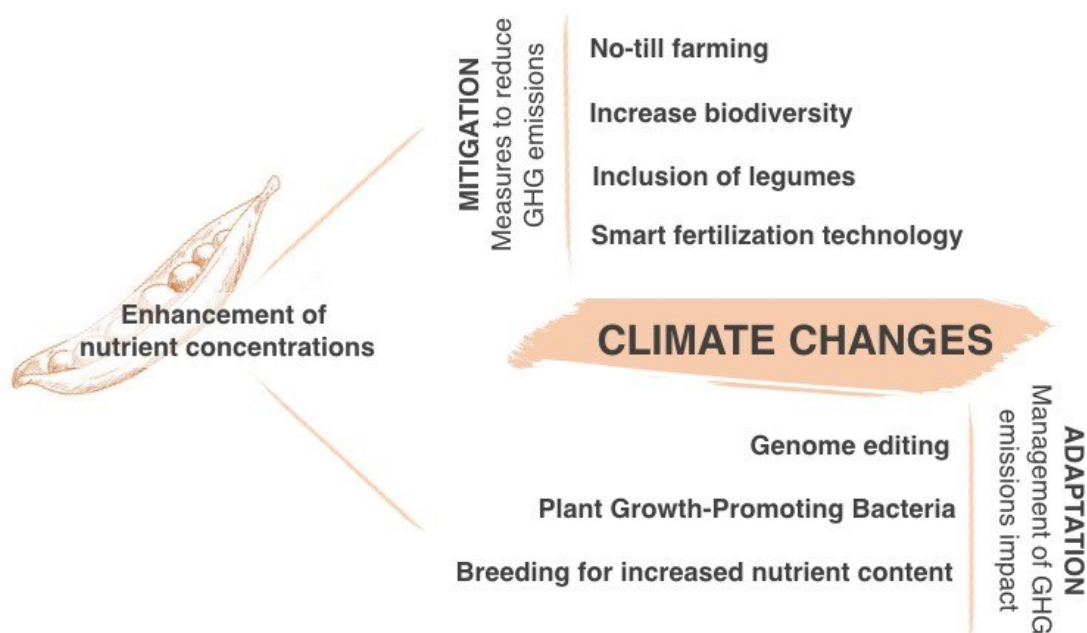 MITIGATION
Measures to reduce
GHG emissions
No-till farming
Increase biodiversity
Inclusion of legumes
Smart fertilization technology
Enhancement of
nutrient concentrations
CLIMATE CHANGES
Genome editing
Plant Growth-Promoting Bacteria
Breeding for increased nutrient content
ADAPTATION
Management of GHG
emissions impact